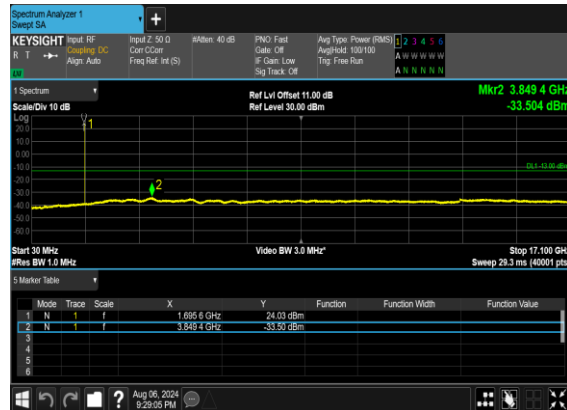 Spectrum Analyzer 1
Swept SA
+
KEYSIGHT Input: RF Input Z: 50 Ω #Atten: 40 dB PNO: Fast Avg Type: Power (RMS) 1 2 3 4 5 6
R T Coupling: DC Corr CCorr Gate: Off Avg|Hold: 100/100 A W W W W W
Align: Auto Freq Ref: Int (S) IF Gain: Low Trig: Free Run
Sig Track: Off A N N N N N
1 Spectrum Ref Lvl Offset 11.00 dB Mkr2 3.849 4 GHz
Scale/Div 10 dB Ref Level 30.00 dBm -33.504 dBm
Log
20.0
10.0
0.00
-10.0
DL1 -13.00 dBm
-20.0
-30.0
-40.0
-50.0
-60.0
1
2
Start 30 MHz Video BW 3.0 MHz* Stop 17.100 GHz
#Res BW 1.0 MHz Sweep 29.3 ms (40001 pts)
5 Marker Table
Mode Trace Scale X Y Function Function Width Function Value
1 N 1 f 1.695 6 GHz 24.03 dBm
2 N 1 f 3.849 4 GHz -33.50 dBm
3
4
5
6
? Aug 06, 2024
9:29:05 PM